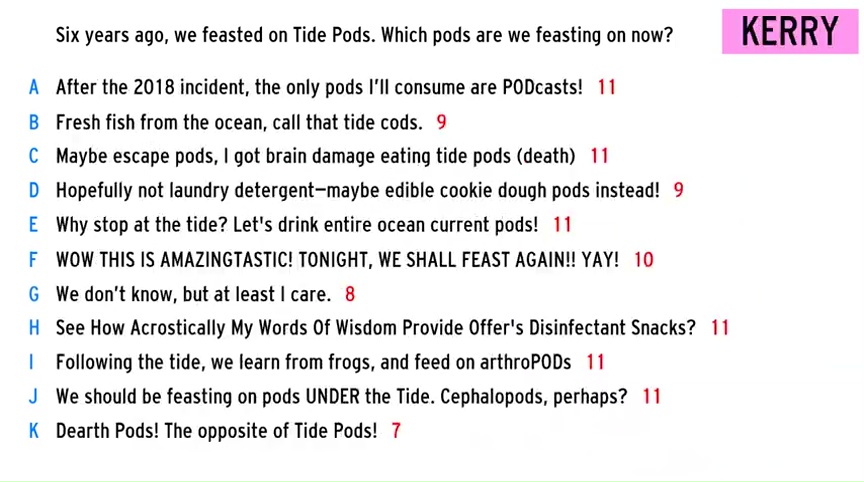 Six years ago, we feasted on Tide Pods. Which pods are we feasting on now?
KERRY
A After the 2018 incident, the only pods I'll consume are PODcasts! 11
B Fresh fish from the ocean, call that tide cods. 9
C Maybe escape pods, I got brain damage eating tide pods (death) 11
D Hopefully not laundry detergent—maybe edible cookie dough pods instead! 9
E Why stop at the tide? Let's drink entire ocean current pods! 11
F WOW THIS IS AMAZINGTASTIC! TONIGHT, WE SHALL FEAST AGAIN!! YAY! 10
G We don't know, but at least I care. 8
H See How Acrostically My Words Of Wisdom Provide Offer's Disinfectant Snacks? 11
I Following the tide, we learn from frogs, and feed on arthroPODs 11
J We should be feasting on pods UNDER the Tide. Cephalopods, perhaps? 11
K Dearth Pods! The opposite of Tide Pods! 7